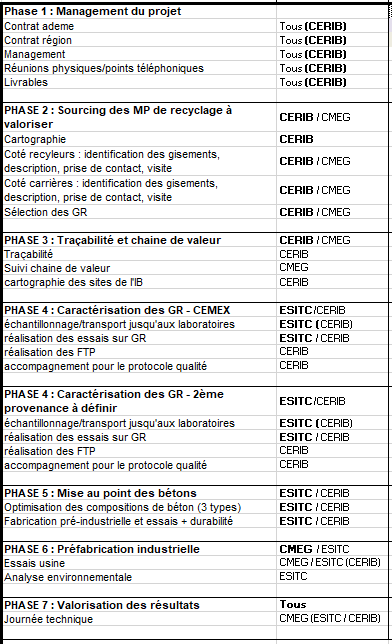 Phase 1 : Management du projet
Contrat ademe Tous (CERIB)
Contrat région Tous (CERIB)
Management Tous (CERIB)
Réunions physiques/points téléphoniques Tous (CERIB)
Livrables Tous (CERIB)
PHASE 2 : Sourcing des MP de recyclage à
valoriser CERIB / CMEG
Cartographie CERIB
Coté recyleurs : identification des gisements,
description, prise de contact, visite CERIB / CMEG
Coté carrières : identification des gisements,
description, prise de contact, visite CERIB / CMEG
Sélection des GR CERIB / CMEG
PHASE 3 : Traçabilité et chaine de valeur CERIB / CMEG
Traçabilité CERIB
Suivi chaine de valeur CMEG
cartographie des sites de l'IB CERIB
PHASE 4 : Caractérisation des GR - CEMEX ESITC/CERIB
échantillonnage/transport jusqu'aux laboratoires ESITC (CERIB)
réalisation des essais sur GR ESITC / CERIB
réalisation des FTP CERIB
accompagnement pour le protocole qualité CERIB
PHASE 4 : Caractérisation des GR - 2ème
provenance à définir ESITC/CERIB
échantillonnage/transport jusqu'aux laboratoires ESITC (CERIB)
réalisation des essais sur GR ESITC / CERIB
réalisation des FTP CERIB
accompagnement pour le protocole qualité CERIB
PHASE 5 : Mise au point des bétons ESITC / CERIB
Optimisation des compositions de béton (3 types) ESITC / CERIB
Fabrication pré-industrielle et essais + durabilité ESITC / CERIB
PHASE 6 : Préfabrication industrielle CMEG / ESITC
Essais usine CMEG / ESITC (CERIB)
Analyse environnementale ESITC
PHASE 7 : Valorisation des résultats Tous
Journée technique CMEG (ESITC / CERIB)